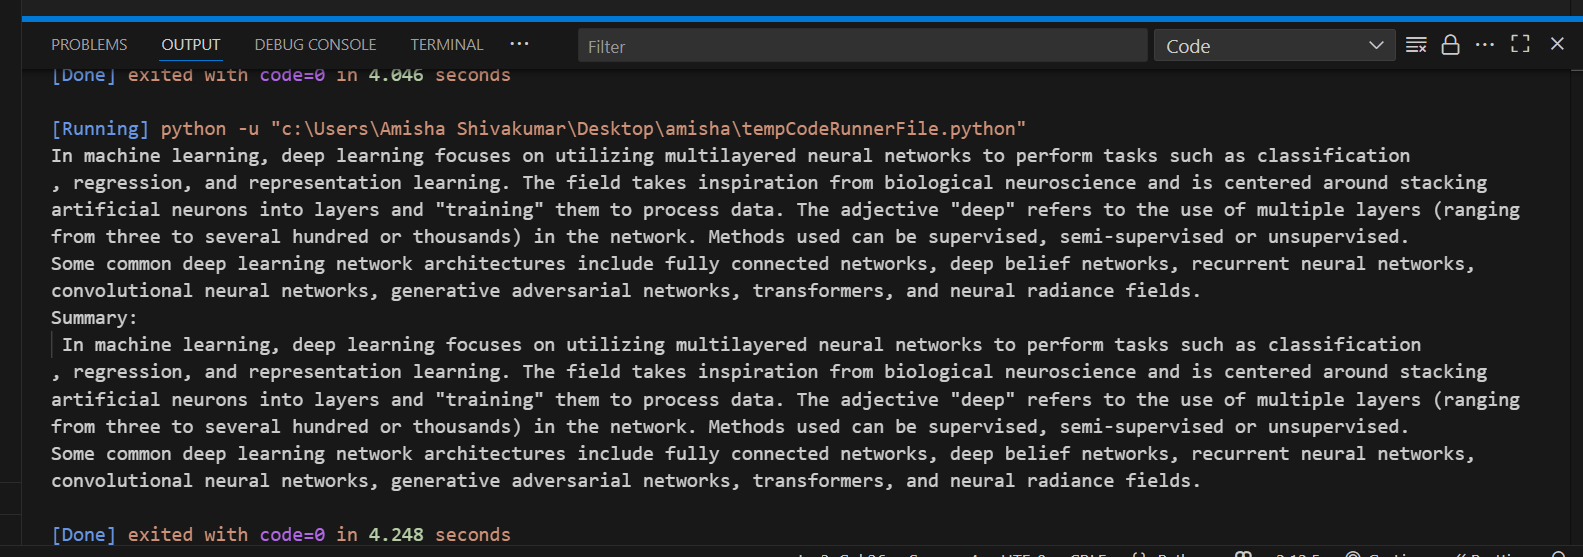 PROBLEMS OUTPUT DEBUG CONSOLE TERMINAL ··· Filter Code
[Done] exited with code=0 in 4.046 seconds
[Running] python -u "c:\Users\Amisha Shivakumar\Desktop\amisha\tempCodeRunnerFile.python"
In machine learning, deep learning focuses on utilizing multilayered neural networks to perform tasks such as classification
, regression, and representation learning. The field takes inspiration from biological neuroscience and is centered around stacking
artificial neurons into layers and "training" them to process data. The adjective "deep" refers to the use of multiple layers (ranging
from three to several hundred or thousands) in the network. Methods used can be supervised, semi-supervised or unsupervised.
Some common deep learning network architectures include fully connected networks, deep belief networks, recurrent neural networks,
convolutional neural networks, generative adversarial networks, transformers, and neural radiance fields.
Summary:
In machine learning, deep learning focuses on utilizing multilayered neural networks to perform tasks such as classification
, regression, and representation learning. The field takes inspiration from biological neuroscience and is centered around stacking
artificial neurons into layers and "training" them to process data. The adjective "deep" refers to the use of multiple layers (ranging
from three to several hundred or thousands) in the network. Methods used can be supervised, semi-supervised or unsupervised.
Some common deep learning network architectures include fully connected networks, deep belief networks, recurrent neural networks,
convolutional neural networks, generative adversarial networks, transformers, and neural radiance fields.
[Done] exited with code=0 in 4.248 seconds